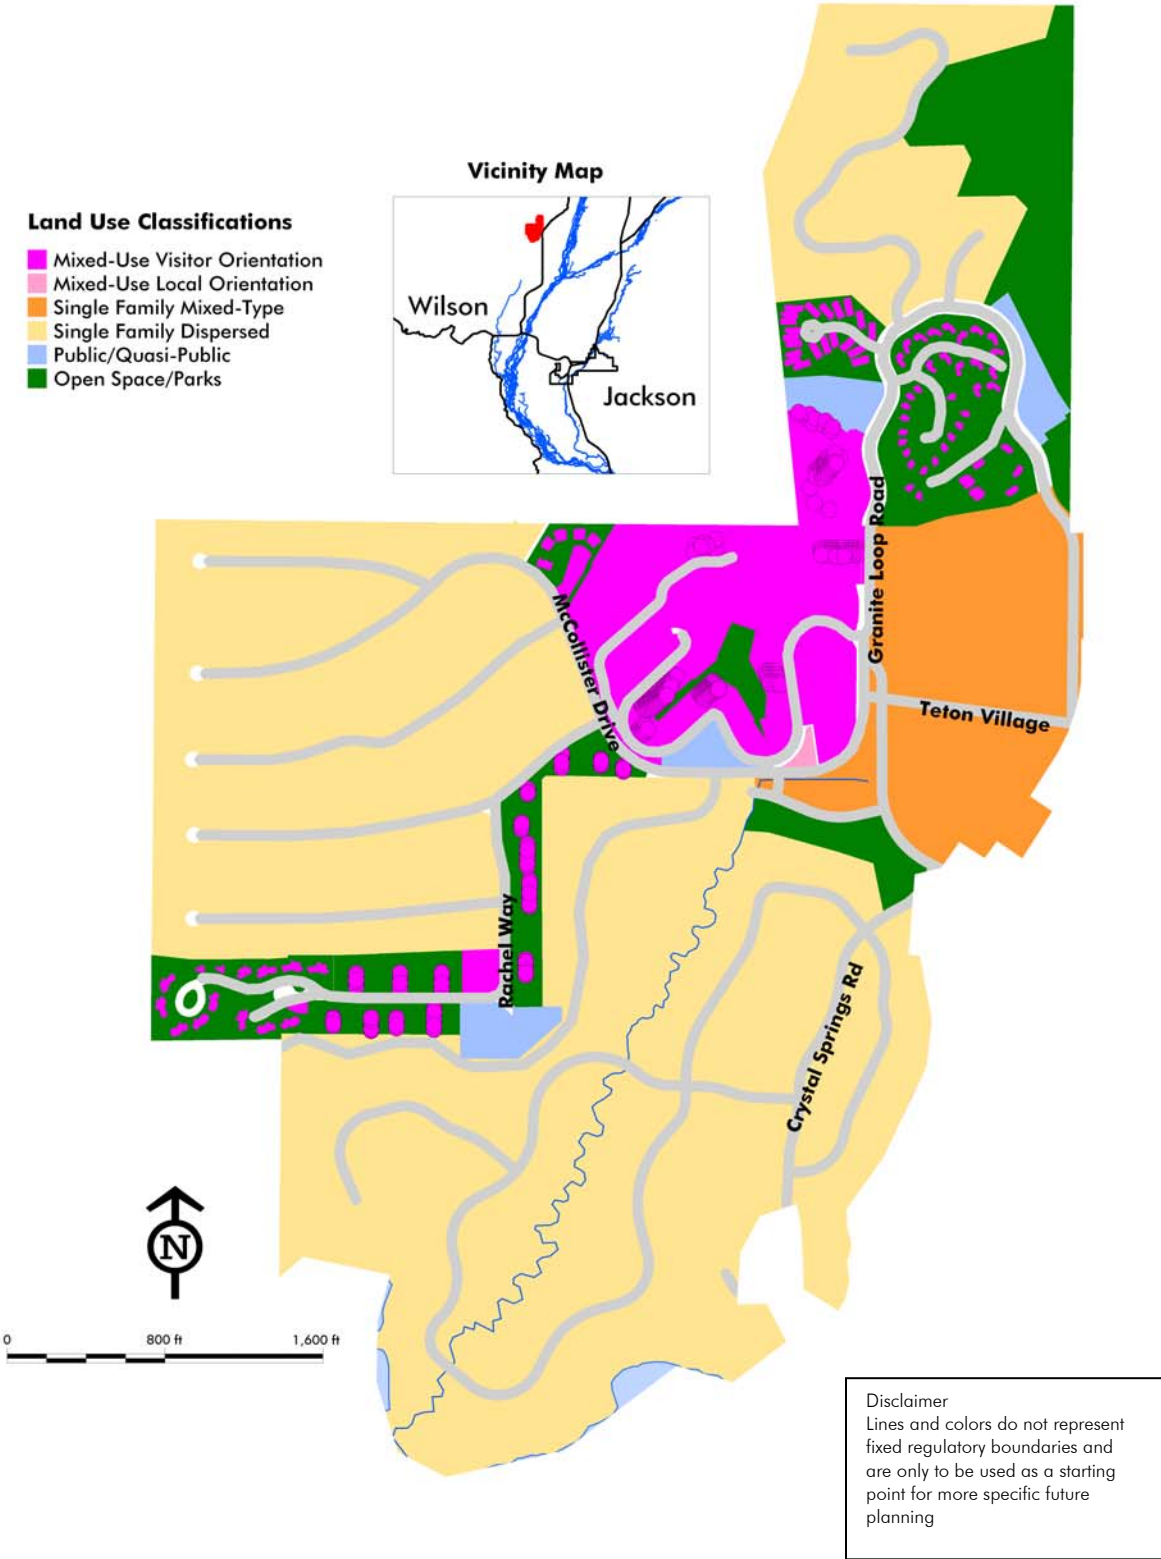 Vicinity Map
Land Use Classifications
Mixed-Use Visitor Orientation
Mixed-Use Local Orientation
Single Family Mixed-Type
Single Family Dispersed
Public/Quasi-Public
Open Space/Parks
Wilson
Jackson
Granite Loop Road
McCollister Drive
Teton Village
Rachel Way
Crystal Springs Rd
N
0 800 ft 1,600 ft
Disclaimer
Lines and colors do not represent
fixed regulatory boundaries and
are only to be used as a starting
point for more specific future
planning